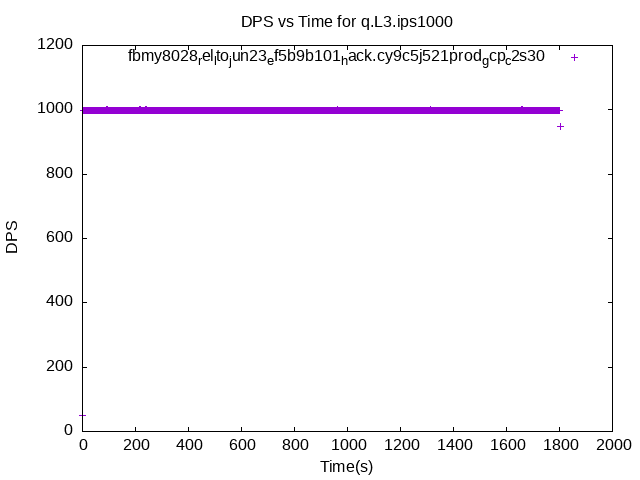 DPS vs Time for q.L3.ips1000
fbmy8028relltojun23ef5b9b101hack.cy9c5j521prodgcpc2s30
1200
1000
800
600
400
200
0
DPS
0 200 400 600 800 1000 1200 1400 1600 1800 2000
Time(s)